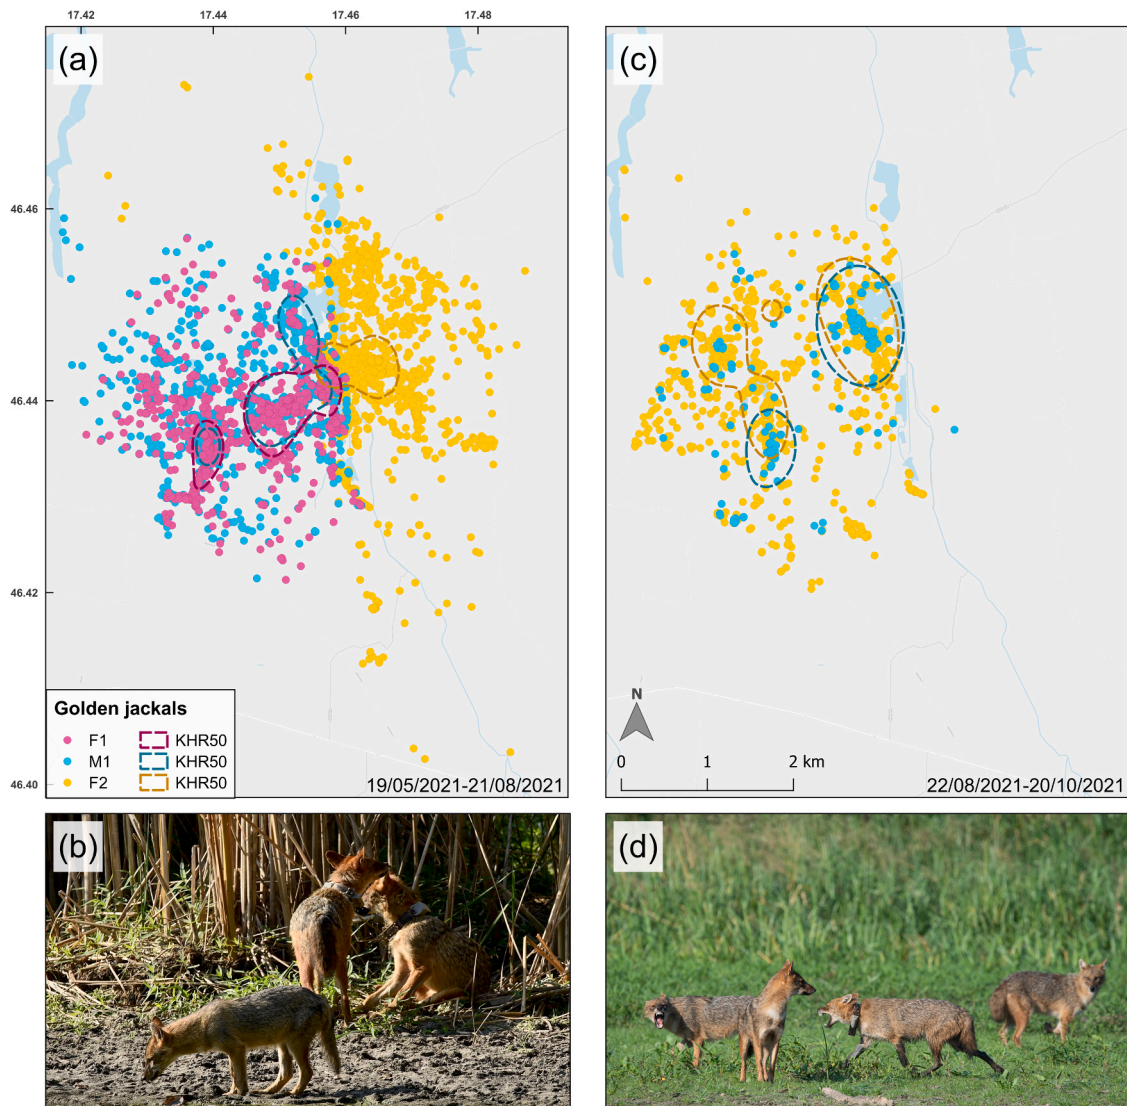 17.42 17.44 17.46 17.48
(a)
(c)
46.46
46.44
46.42
46.40
Golden jackals
F1 KHR50
M1 KHR50
F2 KHR50
19/05/2021-21/08/2021
N
0 1 2 km
22/08/2021-20/10/2021
(b)
(d)